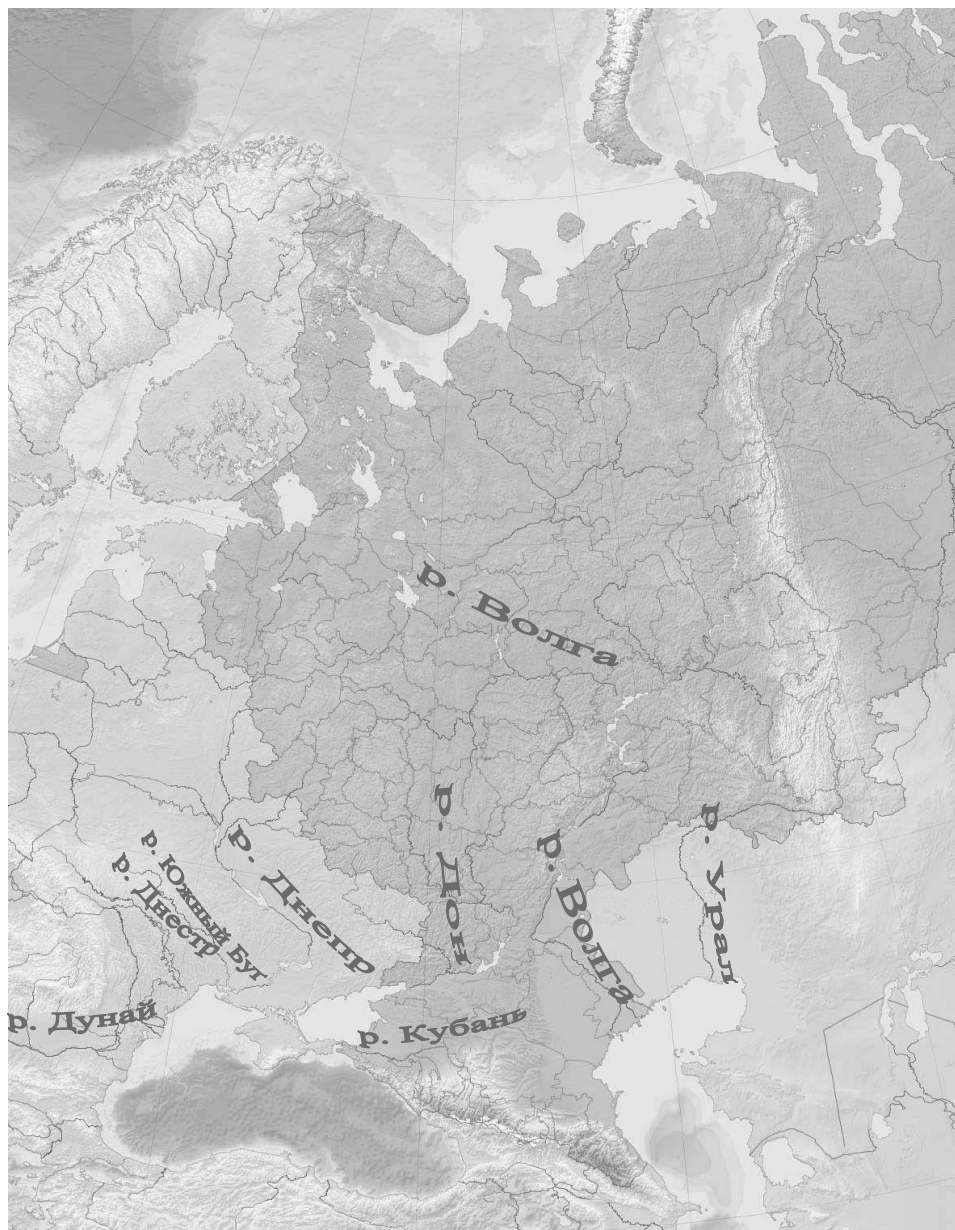 р. Волга
р. Дон
р. Урал
р. Южный Буг
р. Днепр
р. Волга
р. Днестр
р. Дунай
р. Кубань